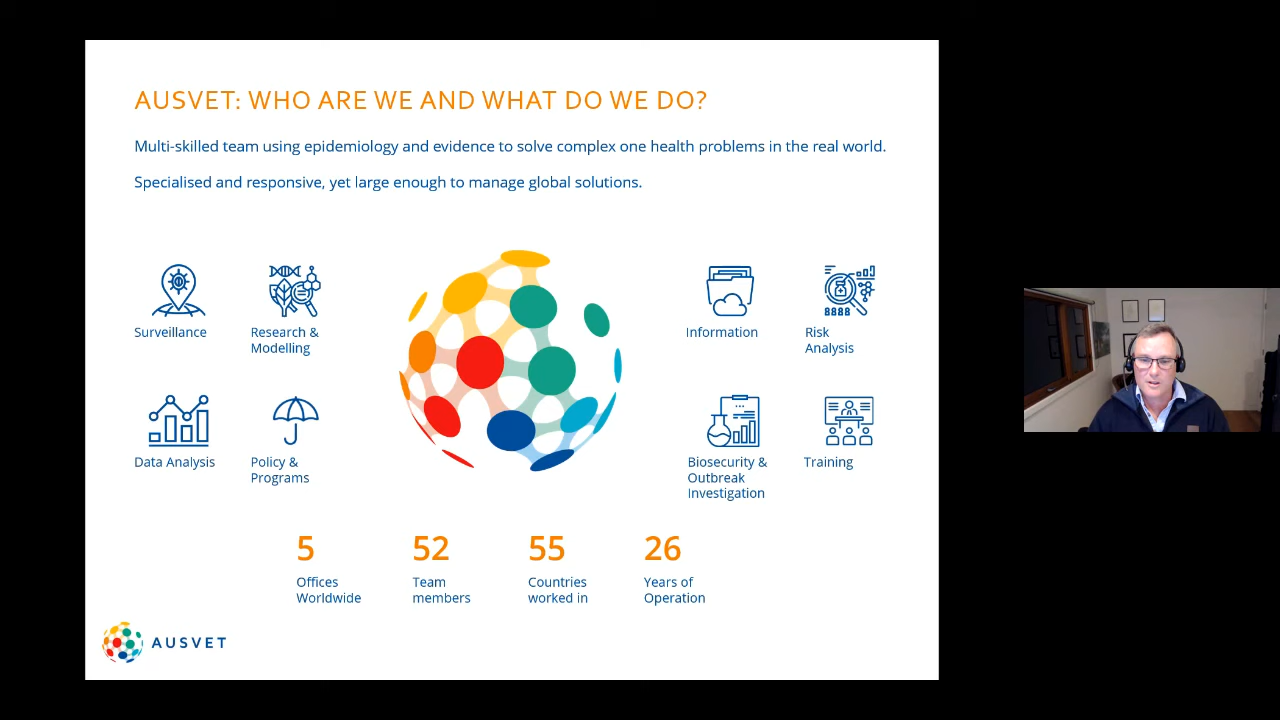 AUSVET: WHO ARE WE AND WHAT DO WE DO?
Multi-skilled team using epidemiology and evidence to solve complex one health problems in the real world.
Specialised and responsive, yet large enough to manage global solutions.
Surveillance
Research &
Modelling
Information
Risk
Analysis
Data Analysis
Policy &
Programs
Biosecurity &
Outbreak
Investigation
Training
5
Offices
Worldwide
52
Team
members
55
Countries
worked in
26
Years of
Operation
AUSVET